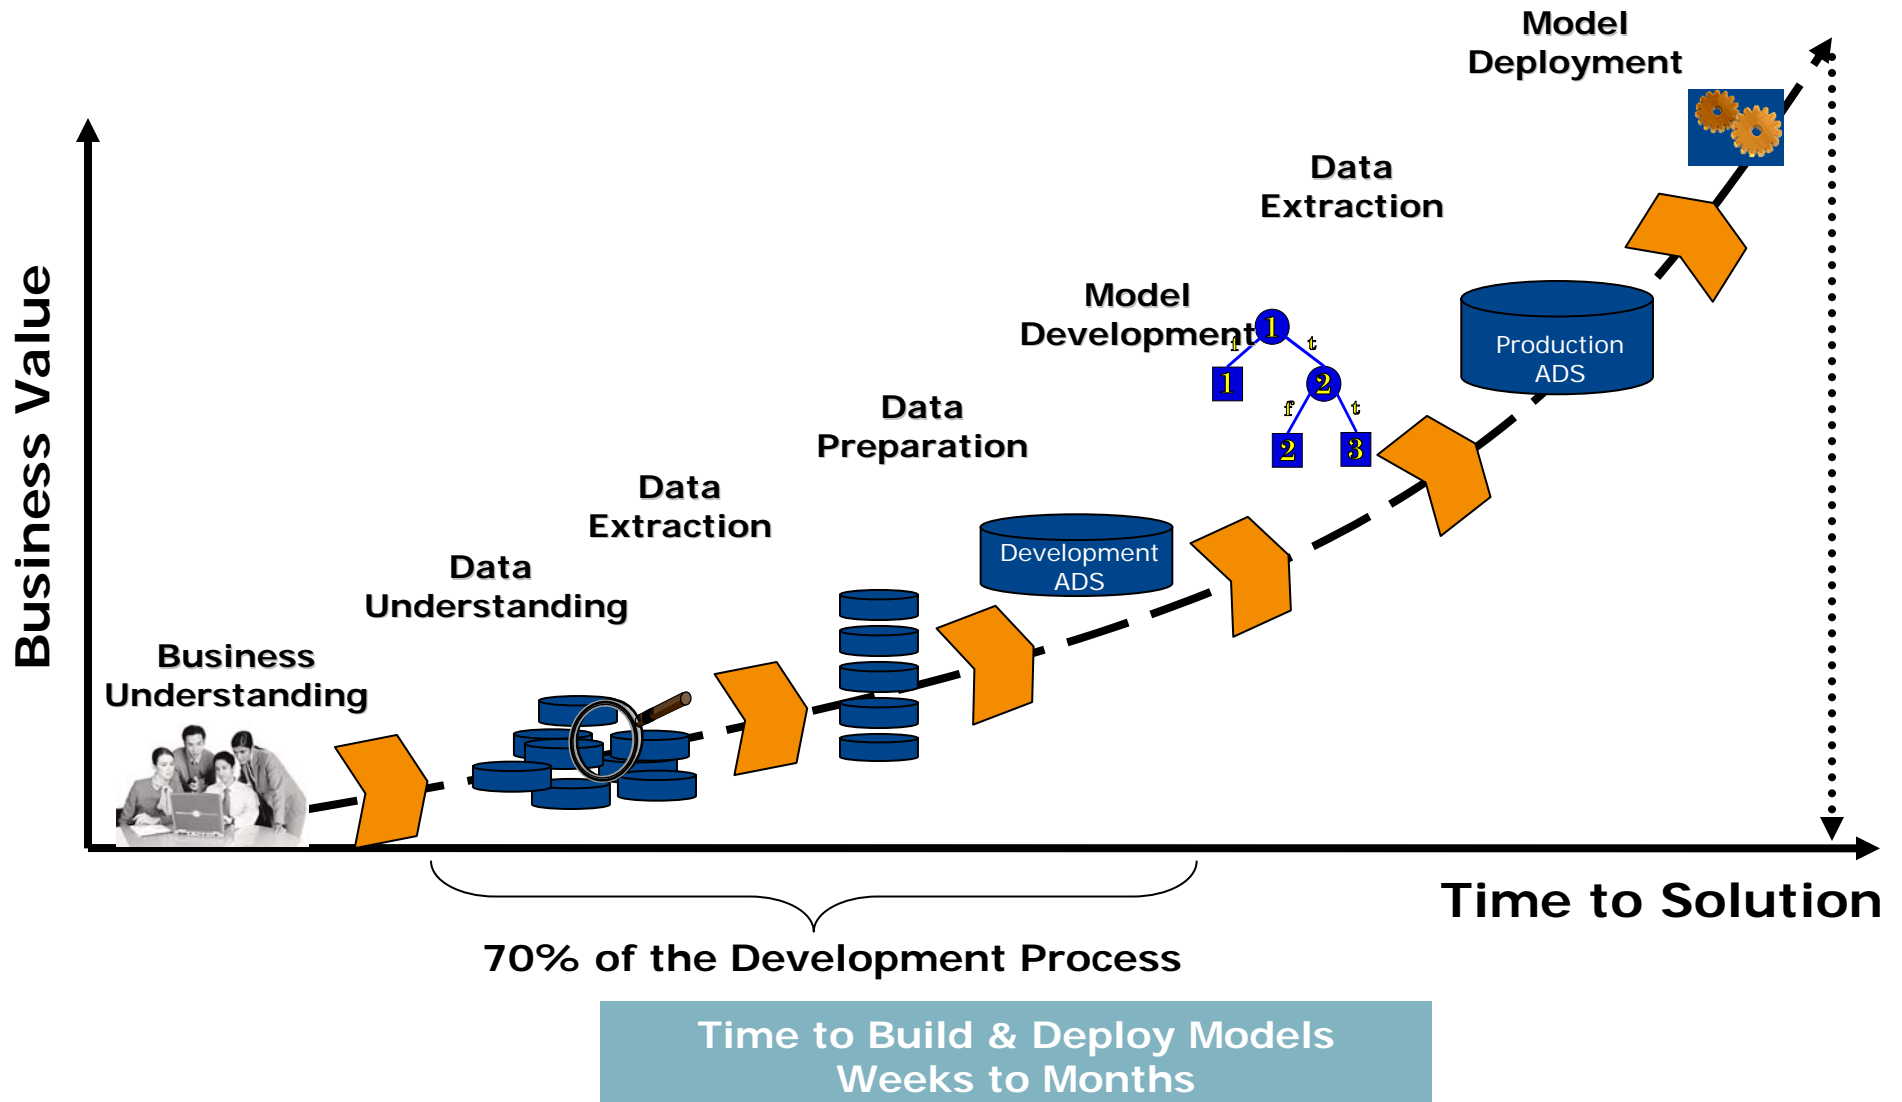 Model
Deployment
Data
Extraction
Model
Development
Data
Preparation
Data
Extraction
Data
Understanding
Business
Understanding
Business Value
1
f
t
1
2
f
t
2
3
Production
ADS
Development
ADS
Time to Solution
70% of the Development Process
Time to Build & Deploy Models
Weeks to Months